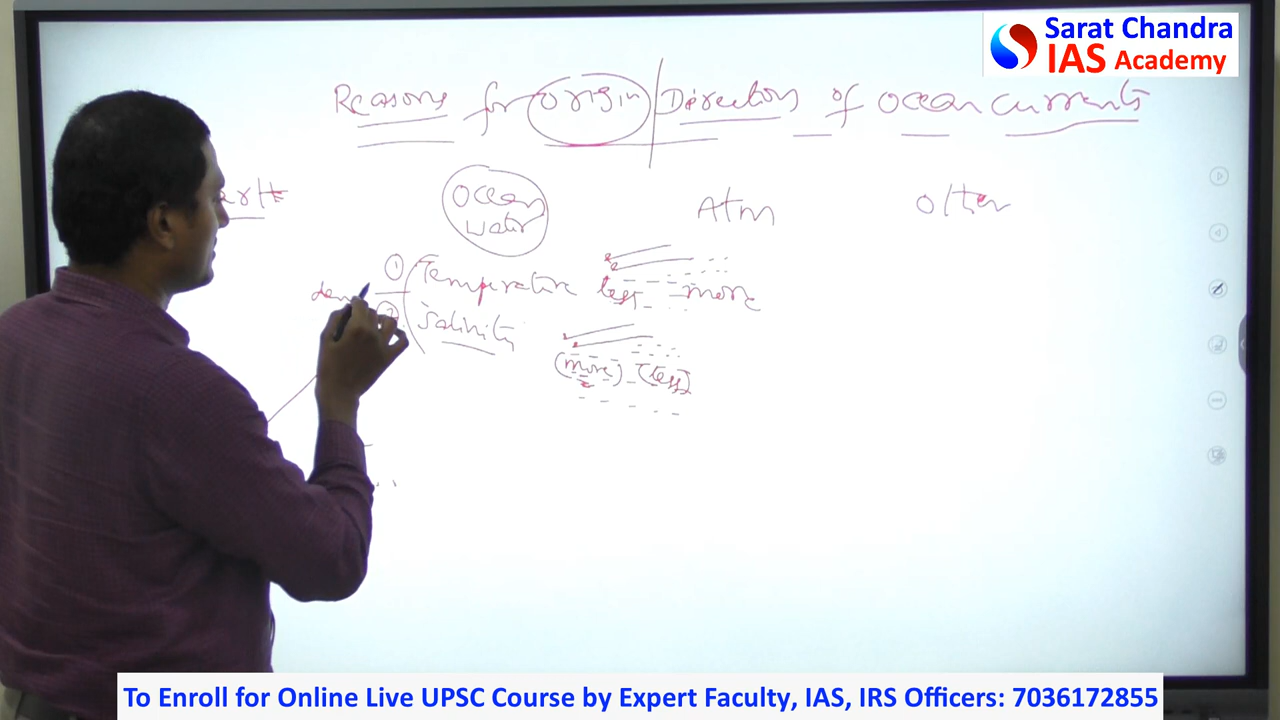 Sarat Chandra
IAS Academy
Reasons for origin / Direction of ocean currents
Ocean
water
Atm
Other
① Temperature less more
② Salinity
(more) (less)
To Enroll for Online Live UPSC Course by Expert Faculty, IAS, IRS Officers: 7036172855